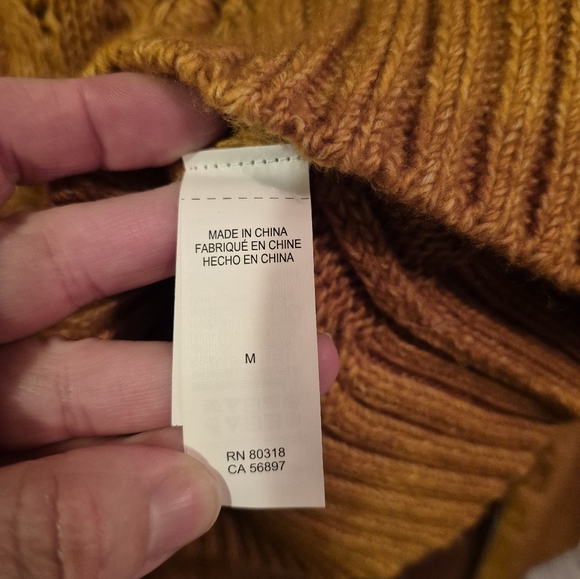 MADE IN CHINA
FABRIQUÉ EN CHINE
HECHO EN CHINA
M
RN 80318
CA 56897